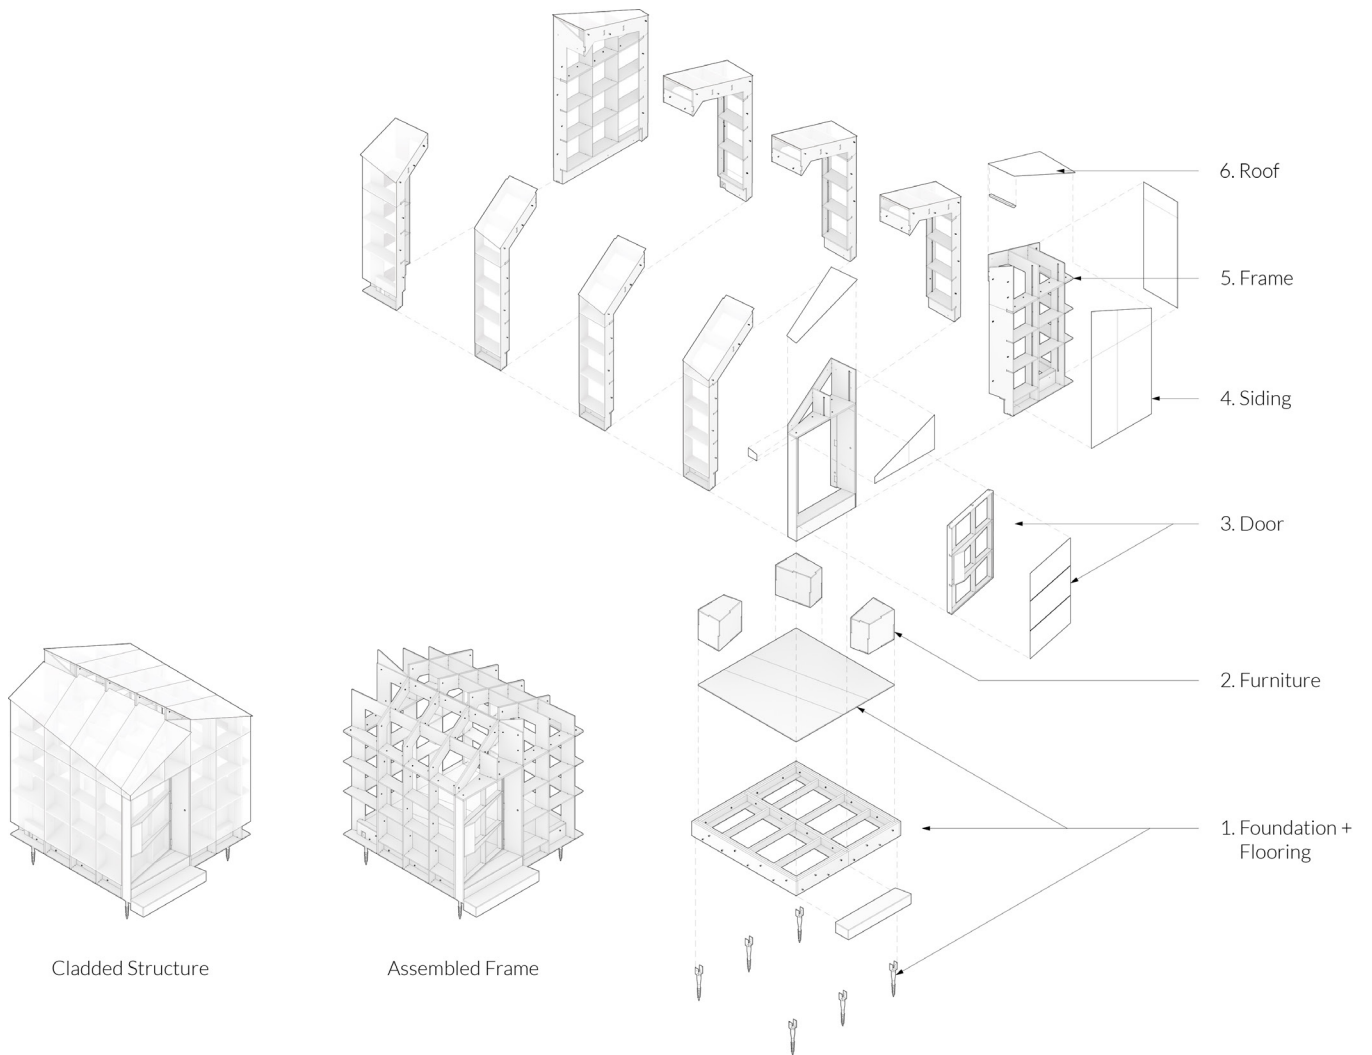 6. Roof
5. Frame
4. Siding
3. Door
2. Furniture
1. Foundation +
Flooring
Cladded Structure
Assembled Frame